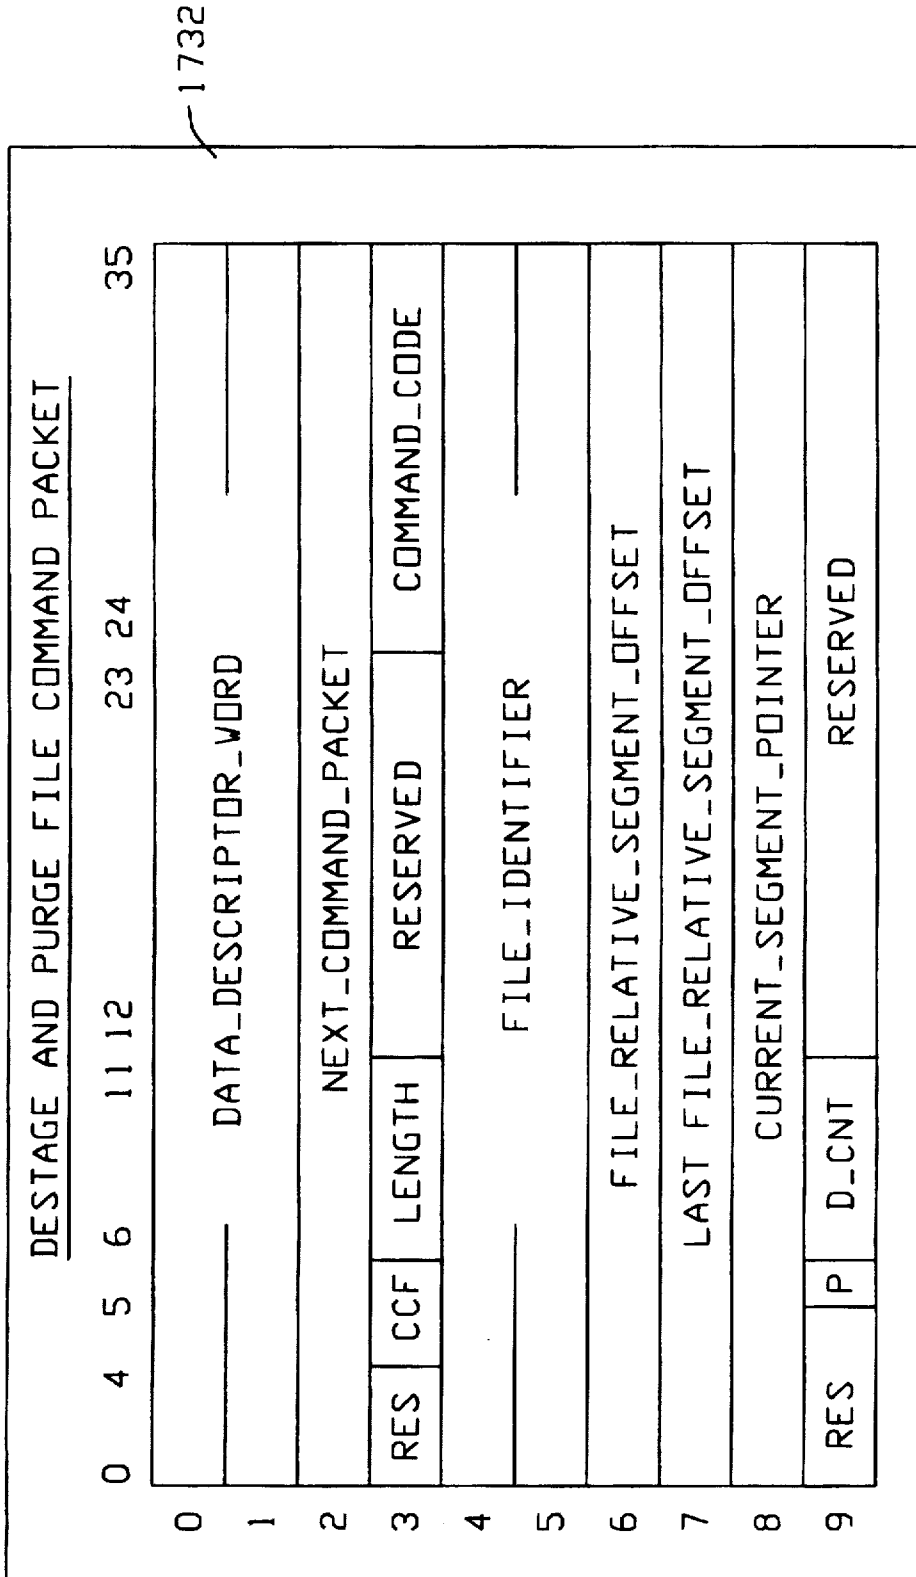 DESTAGE AND PURGE FILE COMMAND PACKET
1732
0 4 5 6 11 12 23 24 35
0
DATA_DESCRIPTOR_WORD
1
2 NEXT_COMMAND_PACKET
3 RES CCF LENGTH RESERVED COMMAND_CODE
4
FILE_IDENTIFIER
5
6 FILE_RELATIVE_SEGMENT_OFFSET
7 LAST FILE_RELATIVE_SEGMENT_OFFSET
8 CURRENT_SEGMENT_POINTER
9 RES P D_CNT RESERVED